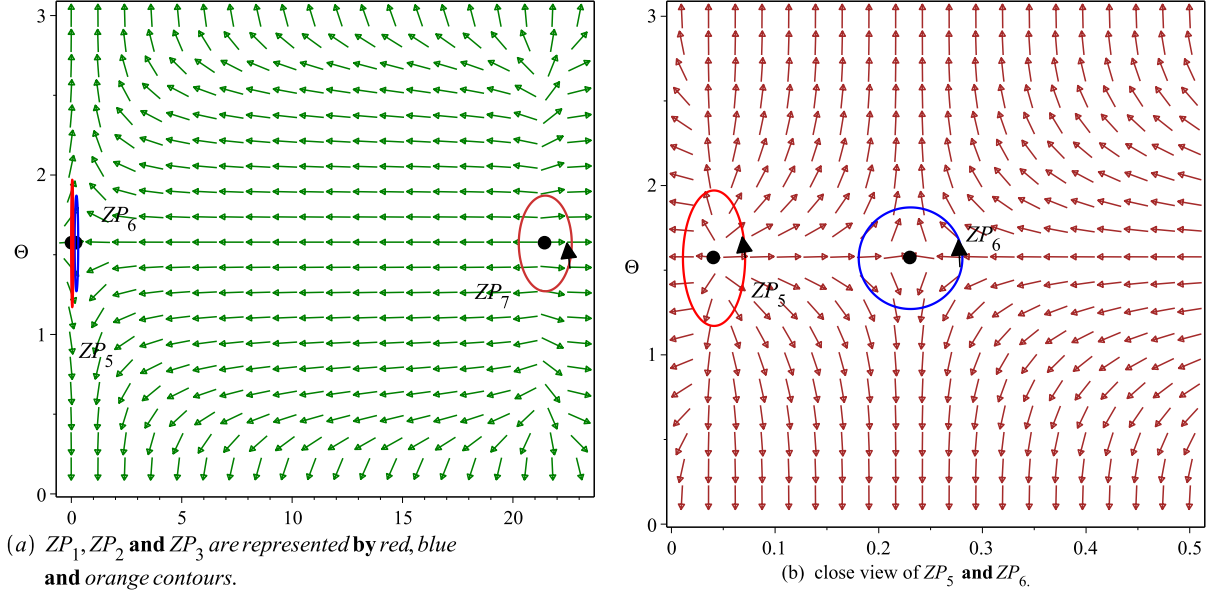 3
2
1
0
Θ
0
5
10
15
20
ZP6
ZP7
ZP5
(a) ZP1, ZP2 and ZP3 are represented by red, blue
and orange contours.
3
2
1
0
Θ
0
0.1
0.2
0.3
0.4
0.5
ZP6
ZP5
(b) close view of ZP5 and ZP6.